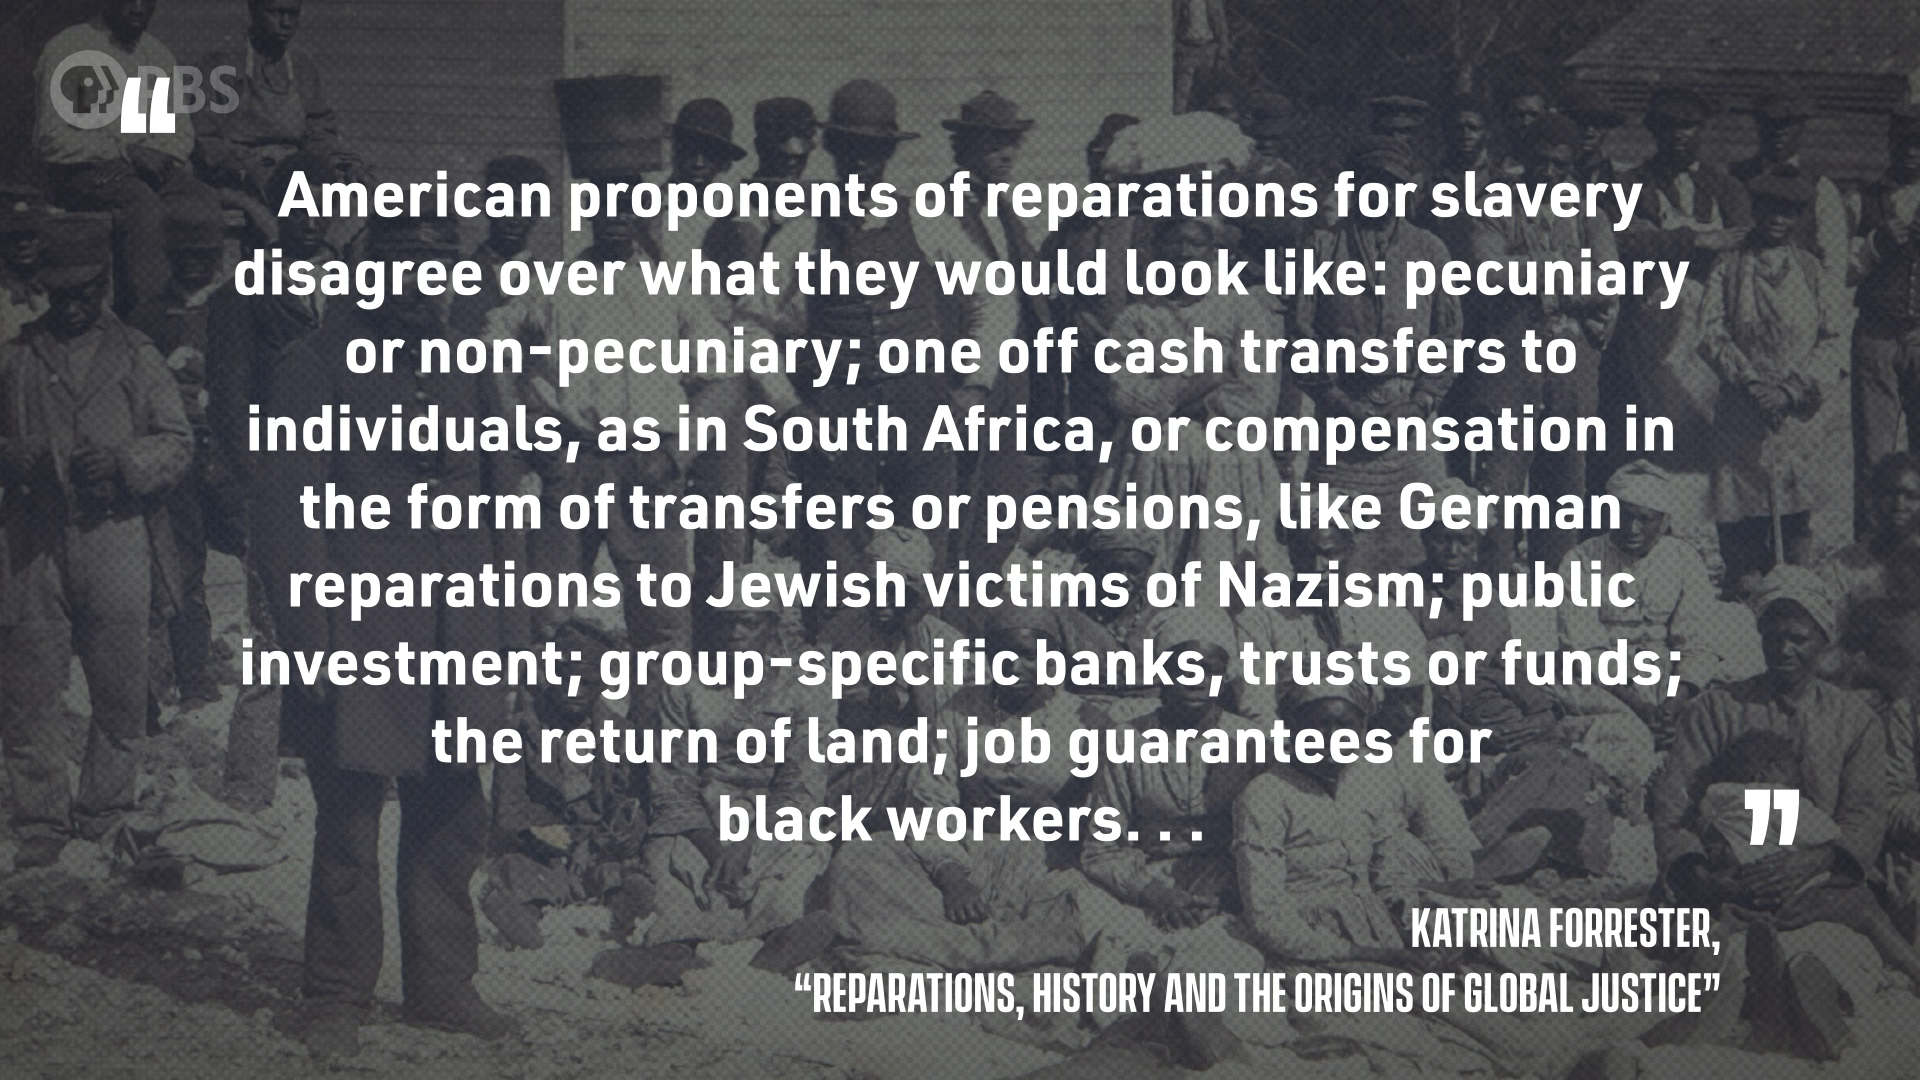 PBS
“
American proponents of reparations for slavery
disagree over what they would look like: pecuniary
or non-pecuniary; one off cash transfers to
individuals, as in South Africa, or compensation in
the form of transfers or pensions, like German
reparations to Jewish victims of Nazism; public
investment; group-specific banks, trusts or funds;
the return of land; job guarantees for
black workers. . .
”
KATRINA FORRESTER,
“REPARATIONS, HISTORY AND THE ORIGINS OF GLOBAL JUSTICE”